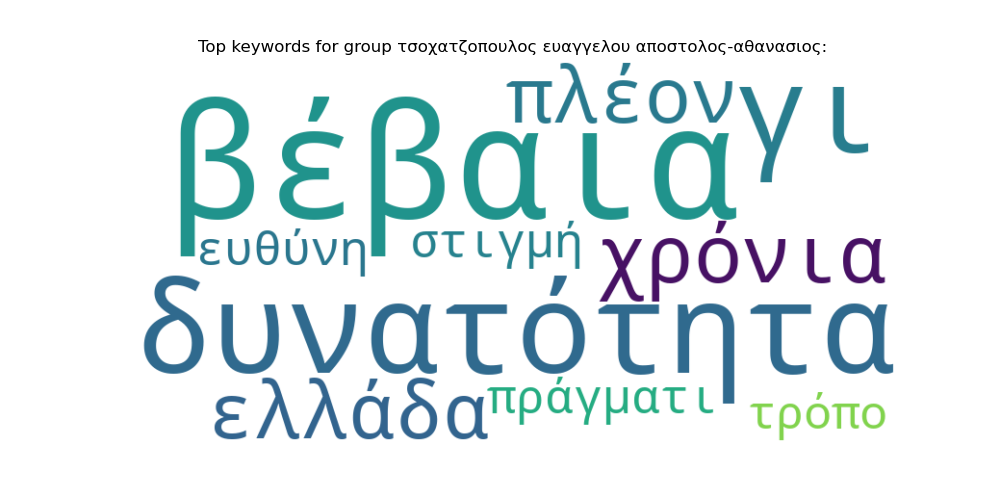 Top keywords for group τσοχατζοπουλος ευαγγελου αποστολος-αθανασιος:
πλέον γι
βέβαια
ευθύνη στιγμή χρόνια
δυνατότητα
ελλάδα πράγματι τρόπο